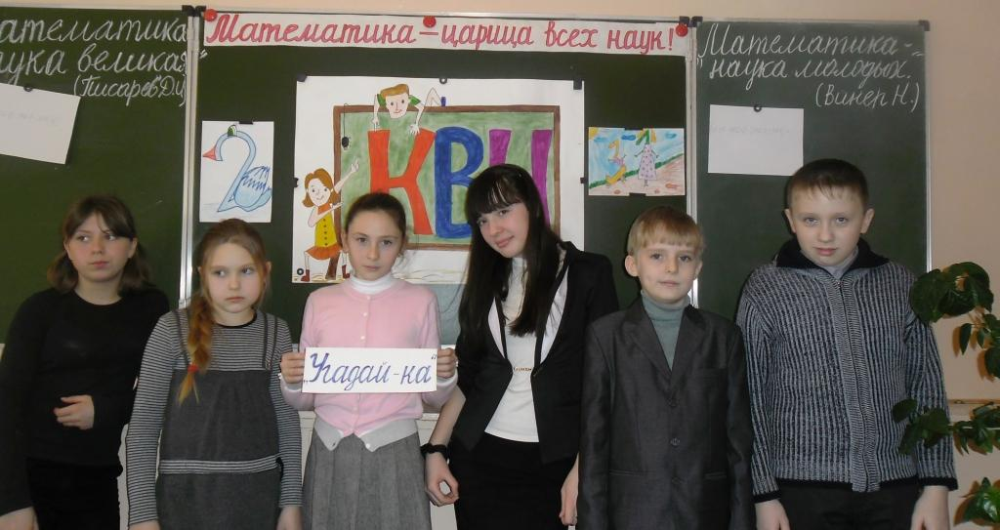 Математика
наука великая"
(Писарев Д.И)
Математика – царица всех наук!
Математика -
"наука молодых."
(Винер Н.)
КВН
„Угадай-ка"